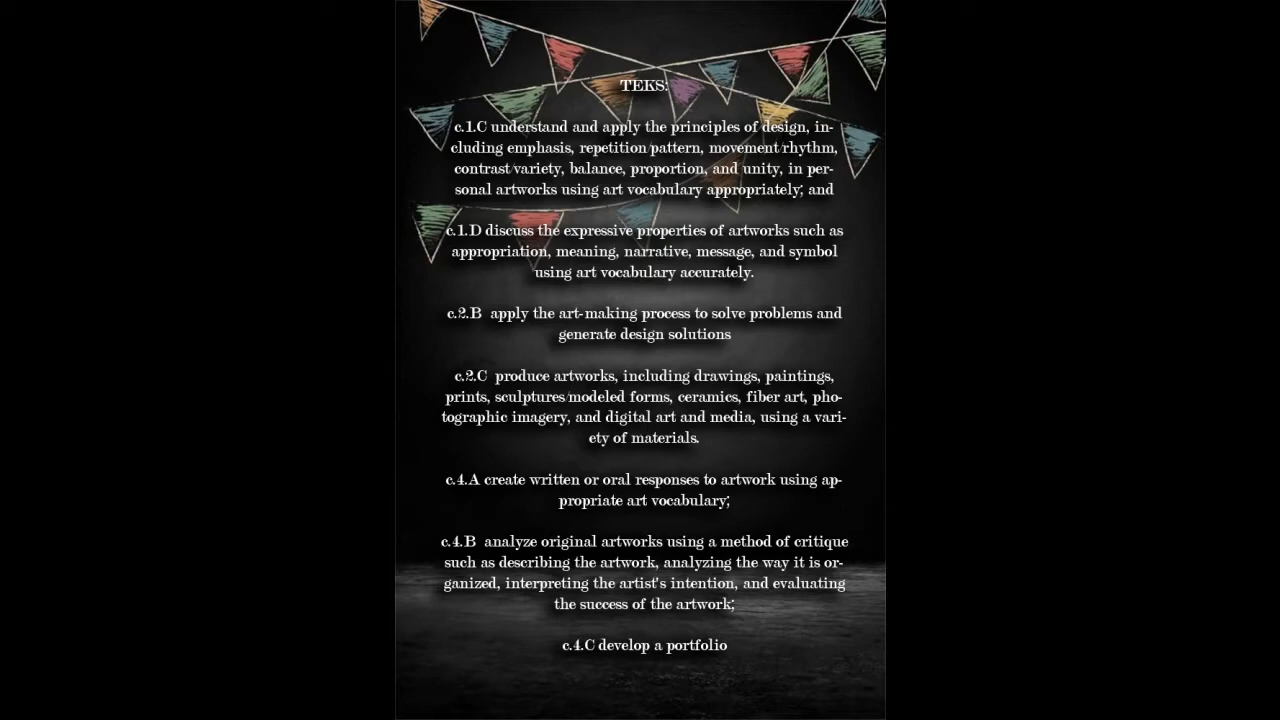 TEKS:
c.1.C understand and apply the principles of design, in-
cluding emphasis, repetition/pattern, movement/rhythm,
contrast/variety, balance, proportion, and unity, in per-
sonal artworks using art vocabulary appropriately; and
c.1.D discuss the expressive properties of artworks such as
appropriation, meaning, narrative, message, and symbol
using art vocabulary accurately.
c.2.B  apply the art-making process to solve problems and
generate design solutions
c.2.C  produce artworks, including drawings, paintings,
prints, sculptures/modeled forms, ceramics, fiber art, pho-
tographic imagery, and digital art and media, using a vari-
ety of materials.
c.4.A create written or oral responses to artwork using ap-
propriate art vocabulary;
c.4.B  analyze original artworks using a method of critique
such as describing the artwork, analyzing the way it is or-
ganized, interpreting the artist's intention, and evaluating
the success of the artwork;
c.4.C develop a portfolio